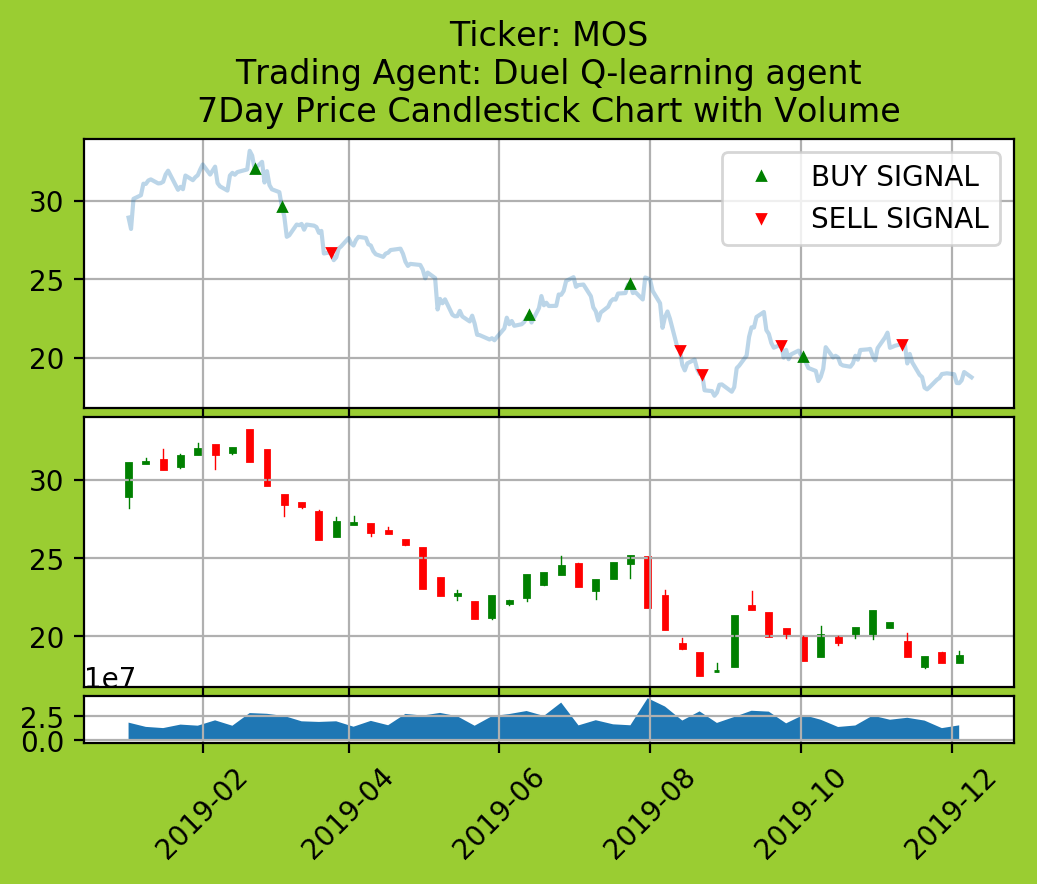 Ticker: MOS
Trading Agent: Duel Q-learning agent
7Day Price Candlestick Chart with Volume
BUY SIGNAL
SELL SIGNAL
30
25
20
30
25
20
1e7
2.5
0.0
2019-02
2019-04
2019-06
2019-08
2019-10
2019-12